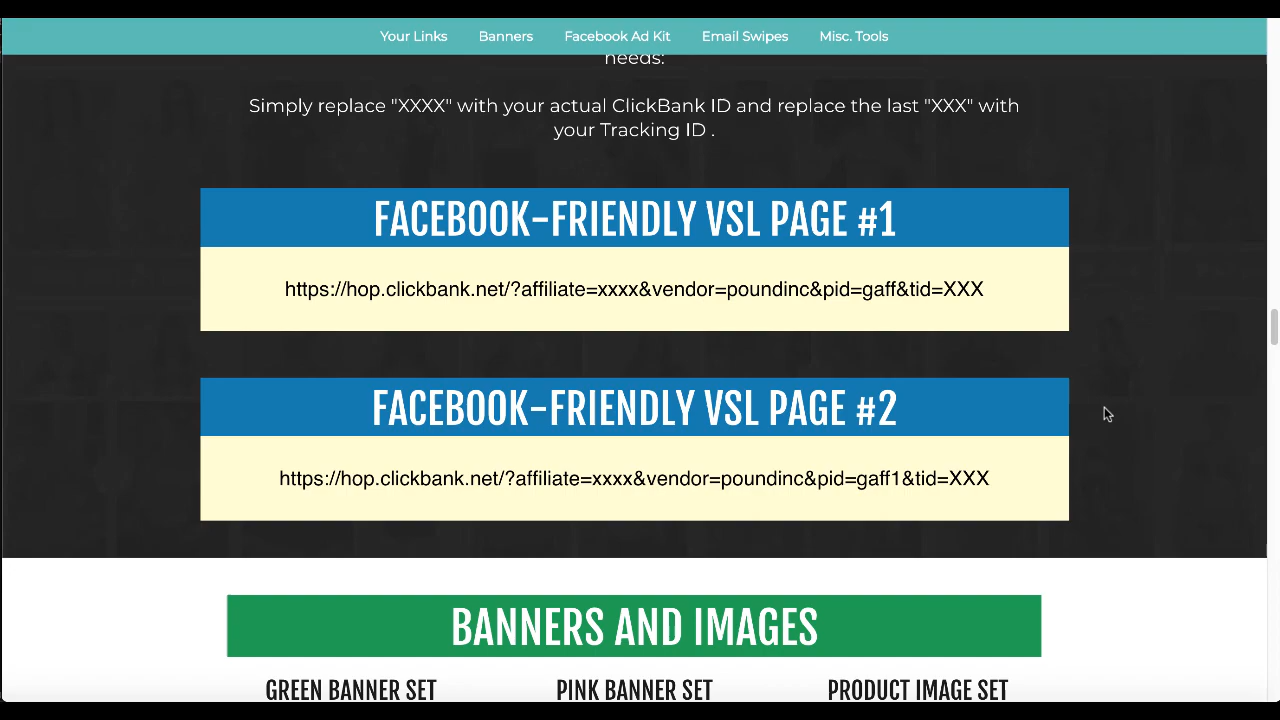 Your Links Banners Facebook Ad Kit Email Swipes Misc. Tools
needs:
Simply replace "XXXX" with your actual ClickBank ID and replace the last "XXX" with
your Tracking ID .
FACEBOOK-FRIENDLY VSL PAGE #1
https://hop.clickbank.net/?affiliate=xxxx&vendor=poundinc&pid=gaff&tid=XXX
FACEBOOK-FRIENDLY VSL PAGE #2
https://hop.clickbank.net/?affiliate=xxxx&vendor=poundinc&pid=gaff1&tid=XXX
BANNERS AND IMAGES
GREEN BANNER SET PINK BANNER SET PRODUCT IMAGE SET